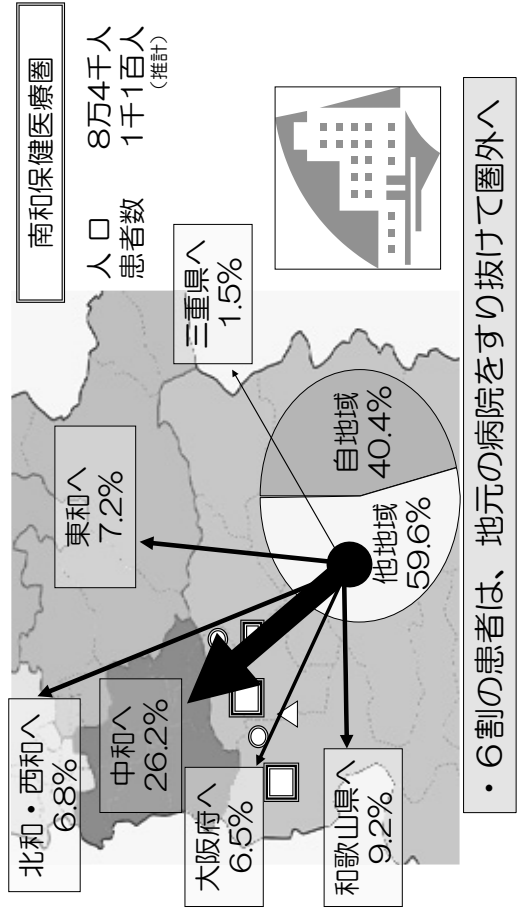 南和保健医療圏
人口　8万4千人
患者数　1千1百人
（推計）
北和・西和へ
6.8%
東和へ
7.2%
三重県へ
1.5%
中和へ
26.2%
大阪府へ
6.5%
和歌山県へ
9.2%
他地域
59.6%
自地域
40.4%
・6割の患者は、地元の病院をすり抜けて圏外へ